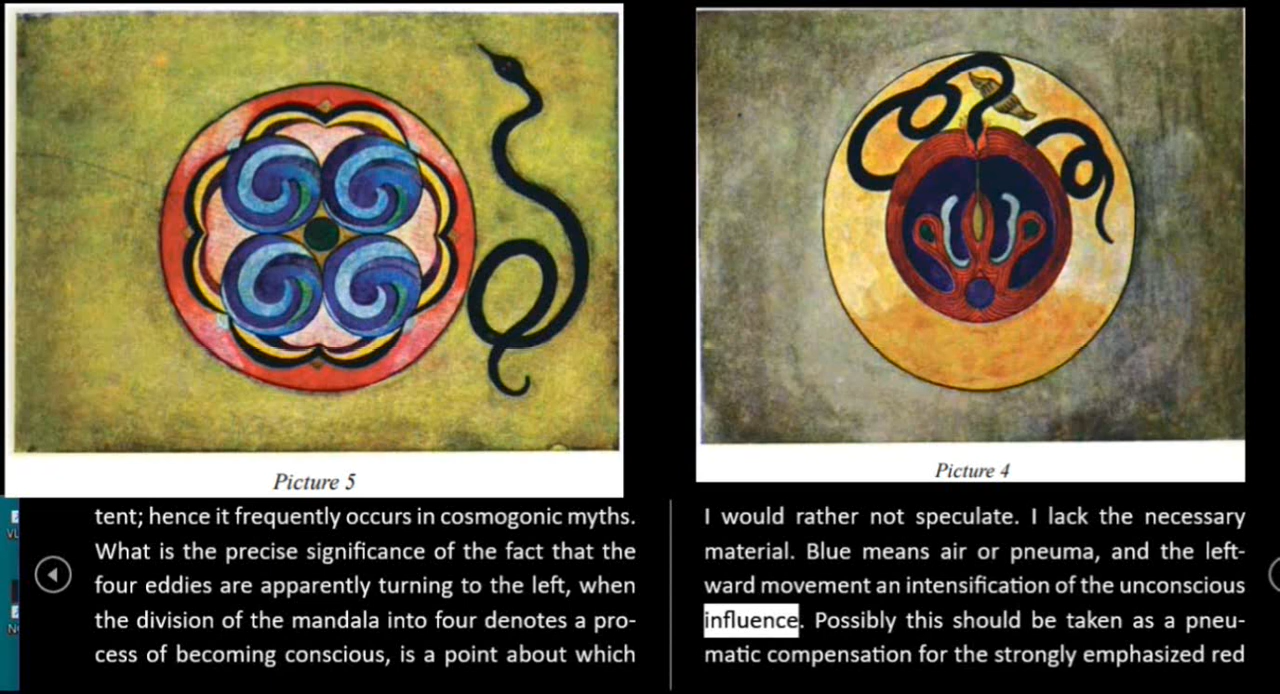 Picture 5
Picture 4
VL
N
tent; hence it frequently occurs in cosmogonic myths.
What is the precise significance of the fact that the
four eddies are apparently turning to the left, when
the division of the mandala into four denotes a pro-
cess of becoming conscious, is a point about which
I would rather not speculate. I lack the necessary
material. Blue means air or pneuma, and the left-
ward movement an intensification of the unconscious
influence. Possibly this should be taken as a pneu-
matic compensation for the strongly emphasized red